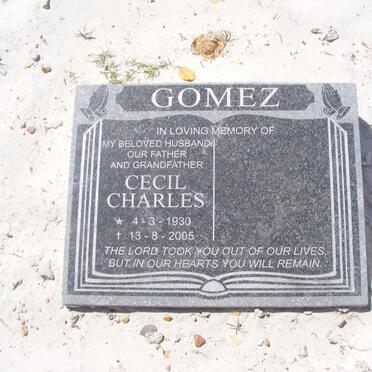 GOMEZ
IN LOVING MEMORY OF
MY BELOVED HUSBAND
OUR FATHER
AND GRANDFATHER
CECIL
CHARLES
★ 4 - 3 - 1930
† 13 - 8 - 2005
THE LORD TOOK YOU OUT OF OUR LIVES,
BUT IN OUR HEARTS YOU WILL REMAIN.